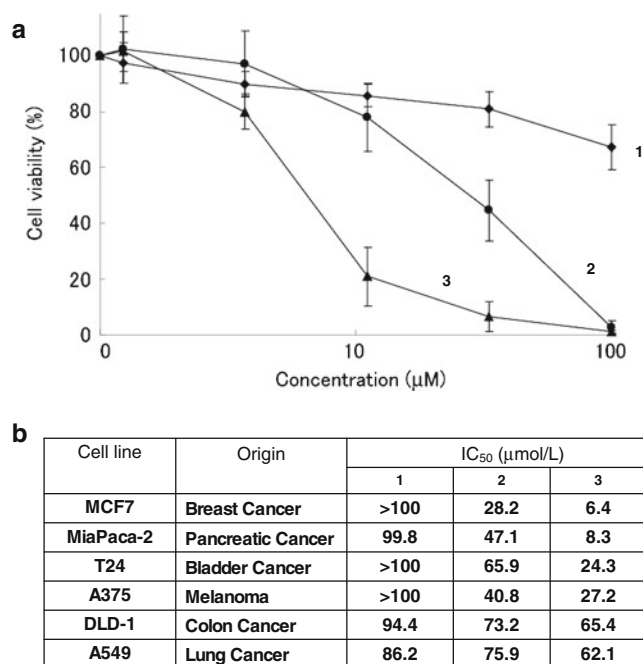 a
100
80
60
40
20
0
Cell viability (%)
1
2
3
0 10 100
Concentration (μM)
b
Cell line Origin IC50 (μmol/L)
1 2 3
MCF7 Breast Cancer >100 28.2 6.4
MiaPaca-2 Pancreatic Cancer 99.8 47.1 8.3
T24 Bladder Cancer >100 65.9 24.3
A375 Melanoma >100 40.8 27.2
DLD-1 Colon Cancer 94.4 73.2 65.4
A549 Lung Cancer 86.2 75.9 62.1